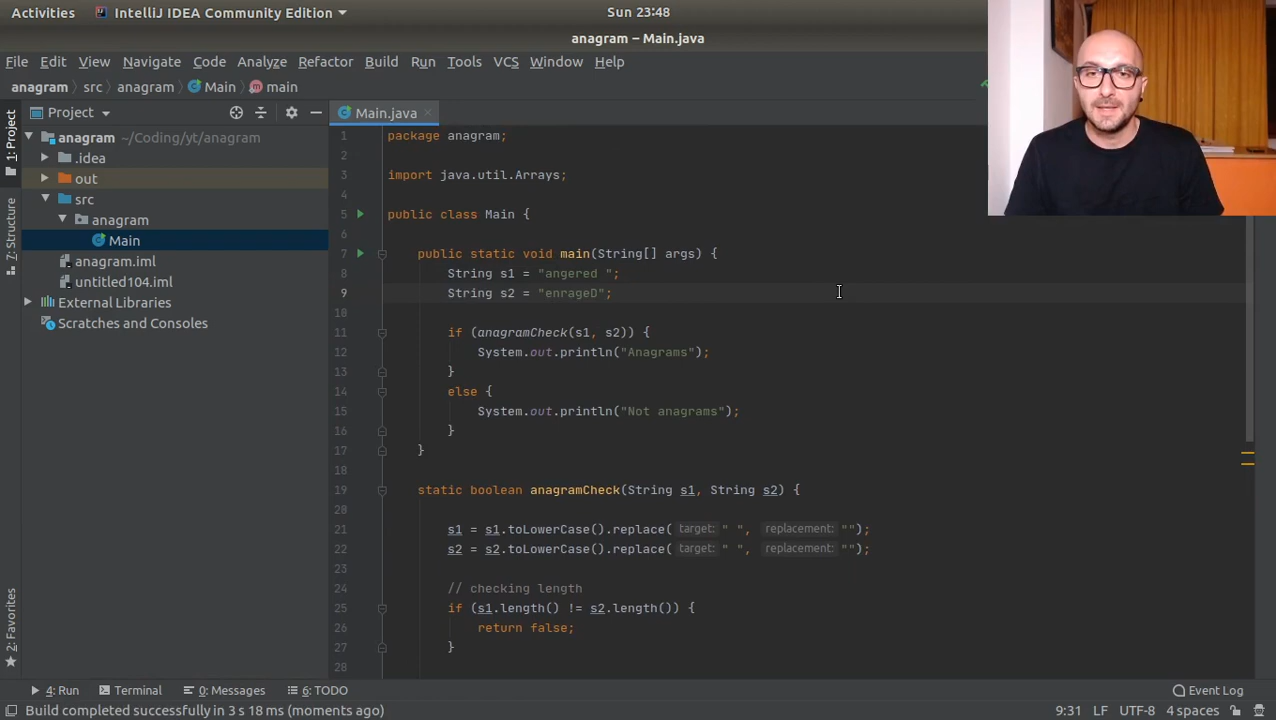 Activities IntelliJ IDEA Community Edition Sun 23:48
anagram – Main.java
File Edit View Navigate Code Analyze Refactor Build Run Tools VCS Window Help
anagram src anagram Main main
1: Project
Z: Structure
2: Favorites
Project
anagram ~/Coding/yt/anagram
.idea
out
src
anagram
Main
anagram.iml
untitled104.iml
External Libraries
Scratches and Consoles
Main.java
1 package anagram;
2
3 import java.util.Arrays;
4
5 public class Main {
6
7 public static void main(String[] args) {
8 String s1 = "angered ";
9 String s2 = "enrageD";
10
11 if (anagramCheck(s1, s2)) {
12 System.out.println("Anagrams");
13 }
14 else {
15 System.out.println("Not anagrams");
16 }
17 }
18
19 static boolean anagramCheck(String s1, String s2) {
20
21 s1 = s1.toLowerCase().replace( target: " ", replacement: "");
22 s2 = s2.toLowerCase().replace( target: " ", replacement: "");
23
24 // checking length
25 if (s1.length() != s2.length()) {
26 return false;
27 }
28
4: Run Terminal 0: Messages 6: TODO Event Log
Build completed successfully in 3 s 18 ms (moments ago) 9:31 LF UTF-8 4 spaces